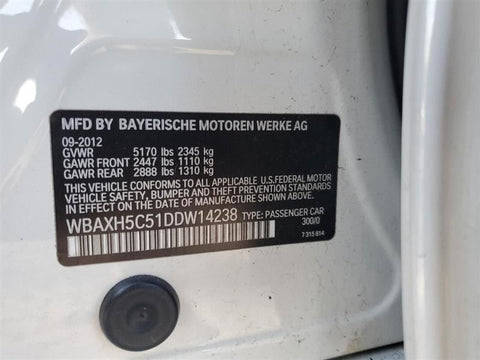 MFD BY BAYERISCHE MOTOREN WERKE AG
09-2012
GVWR 5170 lbs 2345 kg
GAWR FRONT 2447 lbs 1110 kg
GAWR REAR 2888 lbs 1310 kg
THIS VEHICLE CONFORMS TO ALL APPLICABLE U.S.FEDERAL MOTOR
VEHICLE SAFETY, BUMPER AND THEFT PREVENTION STANDARDS
IN EFFECT ON THE DATE OF MANUFACTURE SHOWN ABOVE.
WBAXH5C51DDW14238 TYPE: PASSENGER CAR
300/0
7 315 614